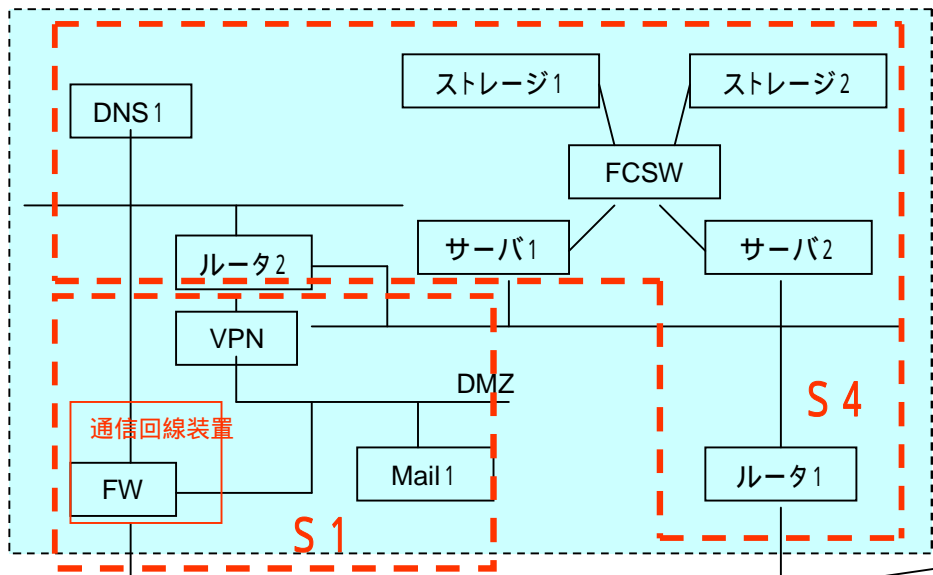 ストレージ1
ストレージ2
DNS1
FCSW
サーバ1
サーバ2
ルータ2
VPN
DMZ
S4
通信回線装置
FW
Mail1
ルータ1
S1